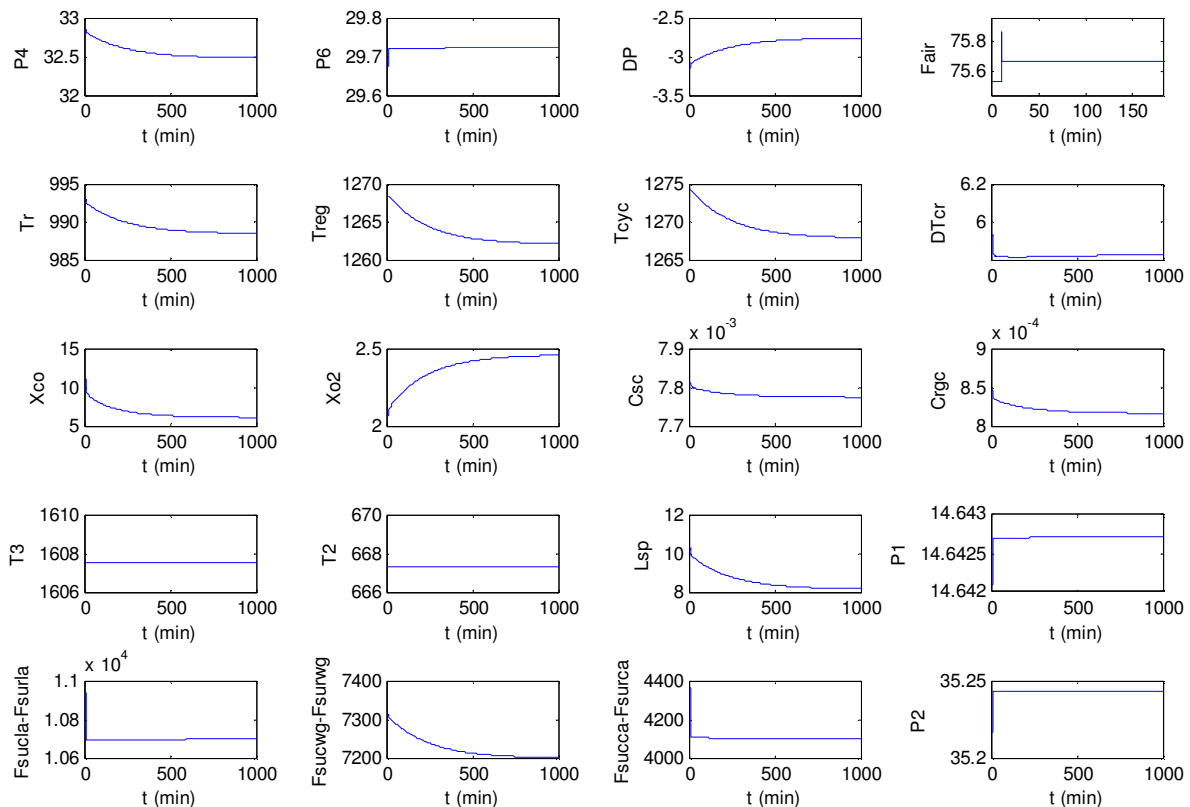 P4
33
32.5
32
0 500 1000
t (min)
P6
29.8
29.7
29.6
0 500 1000
t (min)
DP
-2.5
-3
-3.5
0 500 1000
t (min)
Fair
75.8
75.6
0 50 100 150
t (min)
Tr
995
990
985
0 500 1000
t (min)
Treg
1270
1265
1260
0 500 1000
t (min)
Tcyc
1275
1270
1265
0 500 1000
t (min)
DTcr
6.2
6
0 500 1000
t (min)
Xco
15
10
5
0 500 1000
t (min)
Xo2
2.5
2
0 500 1000
t (min)
Csc
x 10^-3
7.9
7.8
7.7
0 500 1000
t (min)
Crgc
x 10^-4
9
8.5
8
0 500 1000
t (min)
T3
1610
1608
1606
0 500 1000
t (min)
T2
670
668
666
0 500 1000
t (min)
Lsp
12
10
8
0 500 1000
t (min)
P1
14.643
14.6425
14.642
0 500 1000
t (min)
Fsucla-Fsurla
x 10^4
1.1
1.08
1.06
0 500 1000
t (min)
Fsucwg-Fsurwg
7400
7300
7200
0 500 1000
t (min)
Fsucca-Fsurca
4400
4200
4000
0 500 1000
t (min)
P2
35.25
35.2
0 500 1000
t (min)